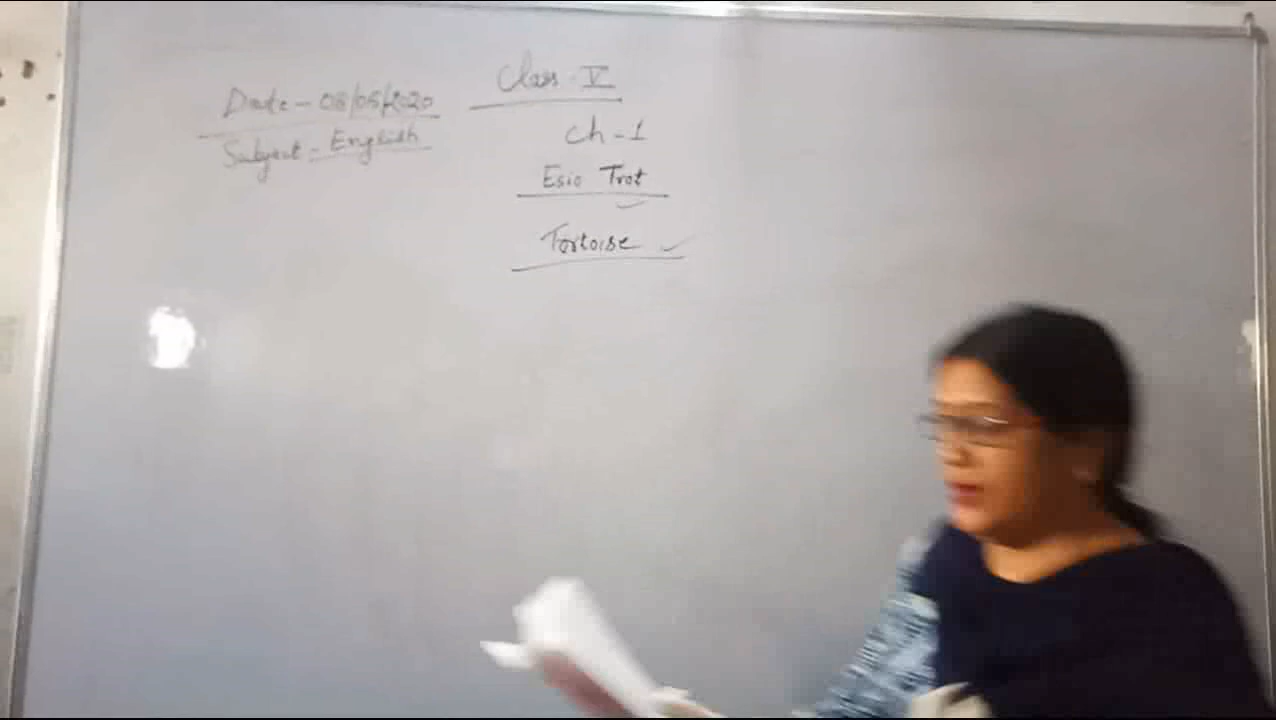 Class - V
Date - 08/05/2020
Subject - English
Ch - 1
Esio Trot
Tortoise